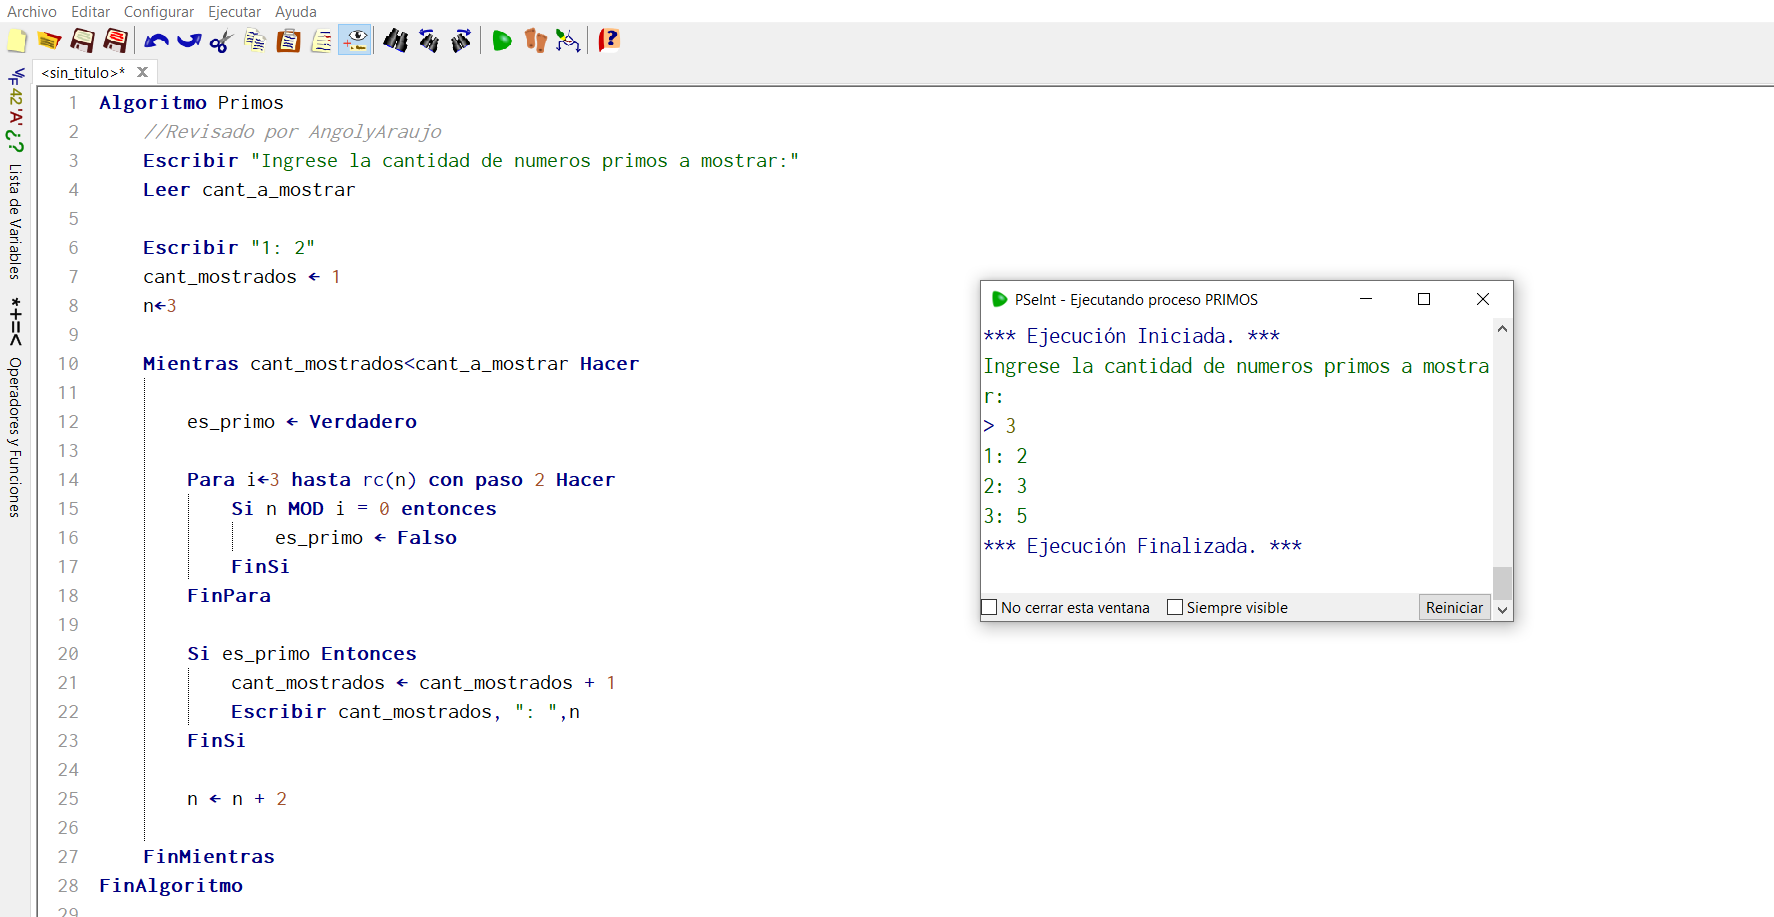 Archivo Editar Configurar Ejecutar Ayuda
<sin_titulo>* X
42 'A' ¿?
Lista de Variables
*+=<
Operadores y Funciones
1 Algoritmo Primos
2 //Revisado por AngolyAraujo
3 Escribir "Ingrese la cantidad de numeros primos a mostrar:"
4 Leer cant_a_mostrar
5
6 Escribir "1: 2"
7 cant_mostrados ← 1
8 n←3
9
10 Mientras cant_mostrados<cant_a_mostrar Hacer
11
12 es_primo ← Verdadero
13
14 Para i←3 hasta rc(n) con paso 2 Hacer
15 Si n MOD i = 0 entonces
16 es_primo ← Falso
17 FinSi
18 FinPara
19
20 Si es_primo Entonces
21 cant_mostrados ← cant_mostrados + 1
22 Escribir cant_mostrados, ": ",n
23 FinSi
24
25 n ← n + 2
26
27 FinMientras
28 FinAlgoritmo
29
PSeInt - Ejecutando proceso PRIMOS
*** Ejecución Iniciada. ***
Ingrese la cantidad de numeros primos a mostra
r:
> 3
1: 2
2: 3
3: 5
*** Ejecución Finalizada. ***
No cerrar esta ventana Siempre visible Reiniciar